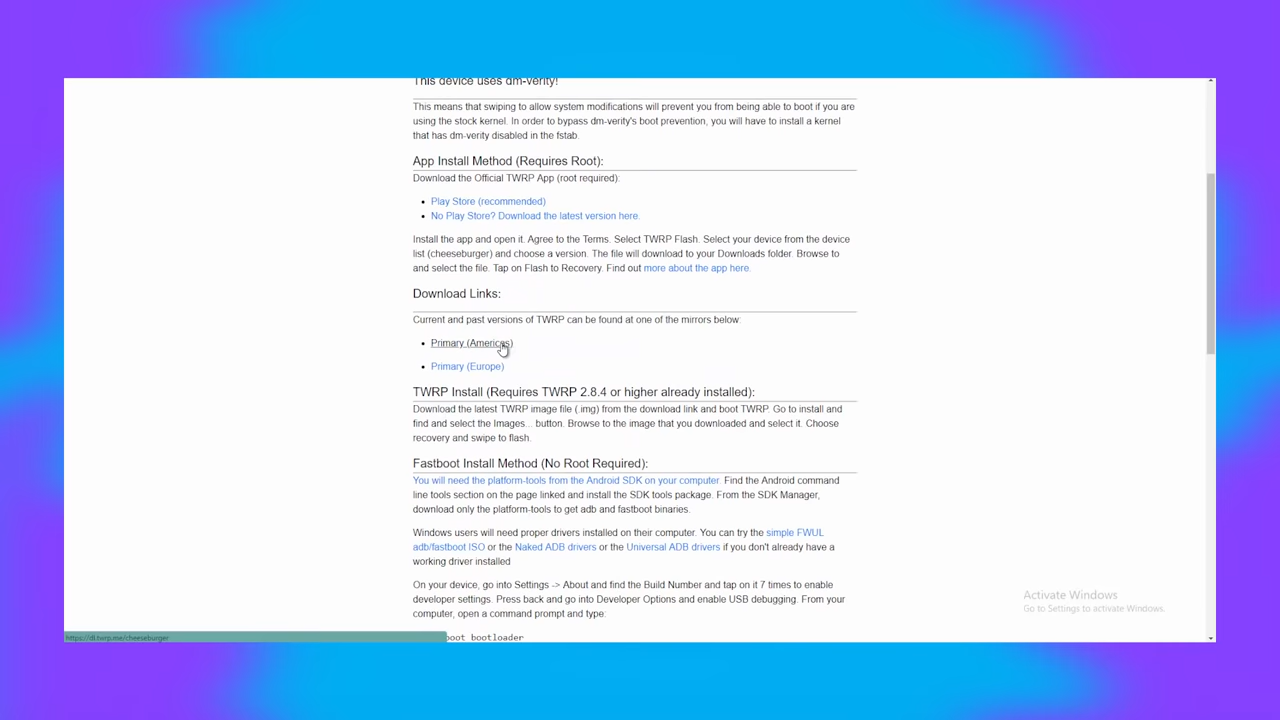 This device uses dm-verity!
This means that swiping to allow system modifications will prevent you from being able to boot if you are
using the stock kernel. In order to bypass dm-verity's boot prevention, you will have to install a kernel
that has dm-verity disabled in the fstab.
App Install Method (Requires Root):
Download the Official TWRP App (root required):
Play Store (recommended)
No Play Store? Download the latest version here.
Install the app and open it. Agree to the Terms. Select TWRP Flash. Select your device from the device
list (cheeseburger) and choose a version. The file will download to your Downloads folder. Browse to
and select the file. Tap on Flash to Recovery. Find out more about the app here.
Download Links:
Current and past versions of TWRP can be found at one of the mirrors below:
Primary (Americas)
Primary (Europe)
TWRP Install (Requires TWRP 2.8.4 or higher already installed):
Download the latest TWRP image file (.img) from the download link and boot TWRP. Go to install and
find and select the Images... button. Browse to the image that you downloaded and select it. Choose
recovery and swipe to flash.
Fastboot Install Method (No Root Required):
You will need the platform-tools from the Android SDK on your computer. Find the Android command
line tools section on the page linked and install the SDK tools package. From the SDK Manager,
download only the platform-tools to get adb and fastboot binaries.
Windows users will need proper drivers installed on their computer. You can try the simple FWUL
adb/fastboot ISO or the Naked ADB drivers or the Universal ADB drivers if you don't already have a
working driver installed
On your device, go into Settings -> About and find the Build Number and tap on it 7 times to enable
developer settings. Press back and go into Developer Options and enable USB debugging. From your
computer, open a command prompt and type:
oot bootloader
https://dl.twrp.me/cheeseburger
Activate Windows
Go to Settings to activate Windows.